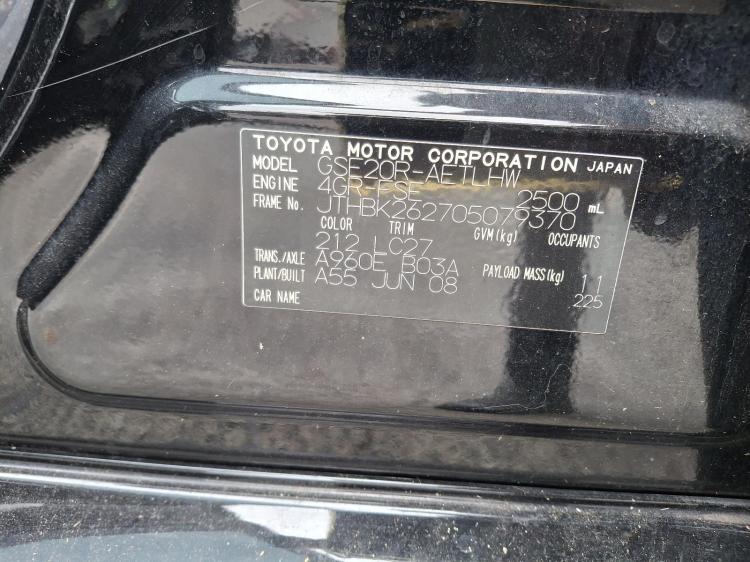 TOYOTA MOTOR CORPORATION JAPAN
MODEL GSE20R-AETLHW
ENGINE 4GR-FSE 2500 mL
FRAME No. JTHBK262705079370
COLOR TRIM GVM(kg) OCCUPANTS
212 LC27
TRANS./AXLE A960E B03A PAYLOAD MASS(kg) 11
PLANT/BUILT A55 JUN 08 225
CAR NAME